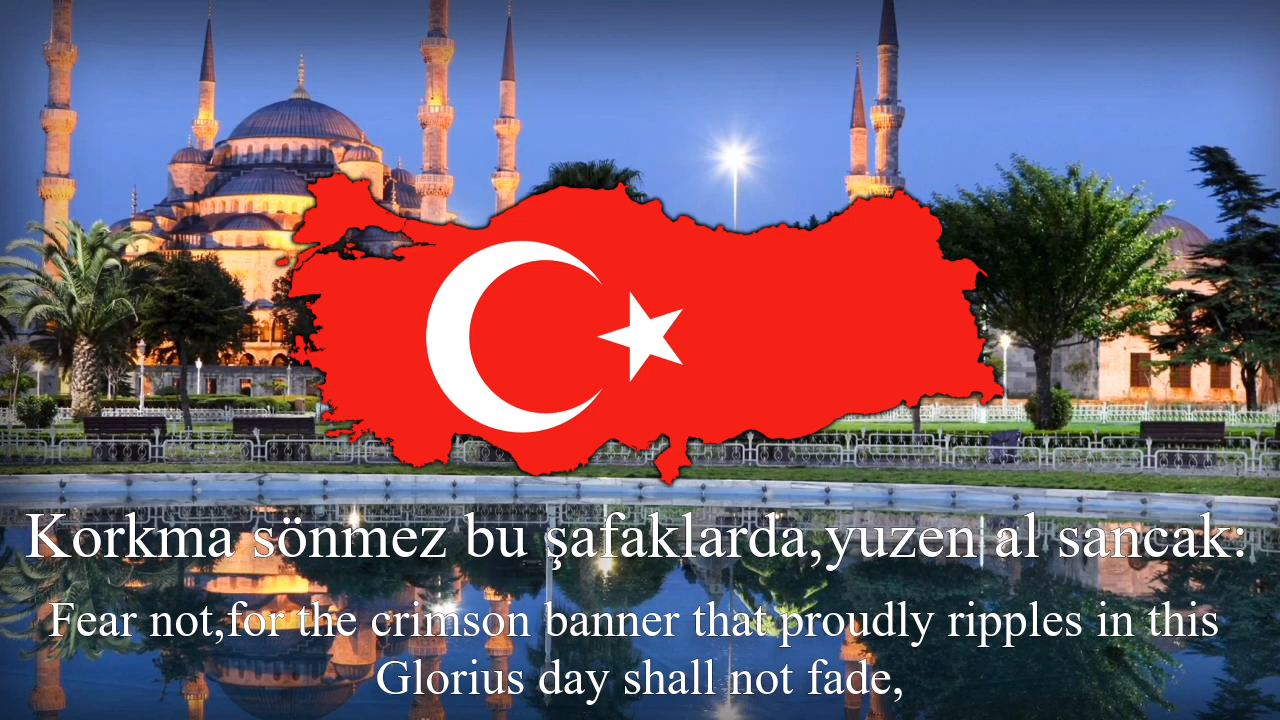 Korkma sönmez bu şafaklarda,yuzen al sancak:
Fear not,for the crimson banner that proudly ripples in this
Glorius day shall not fade,